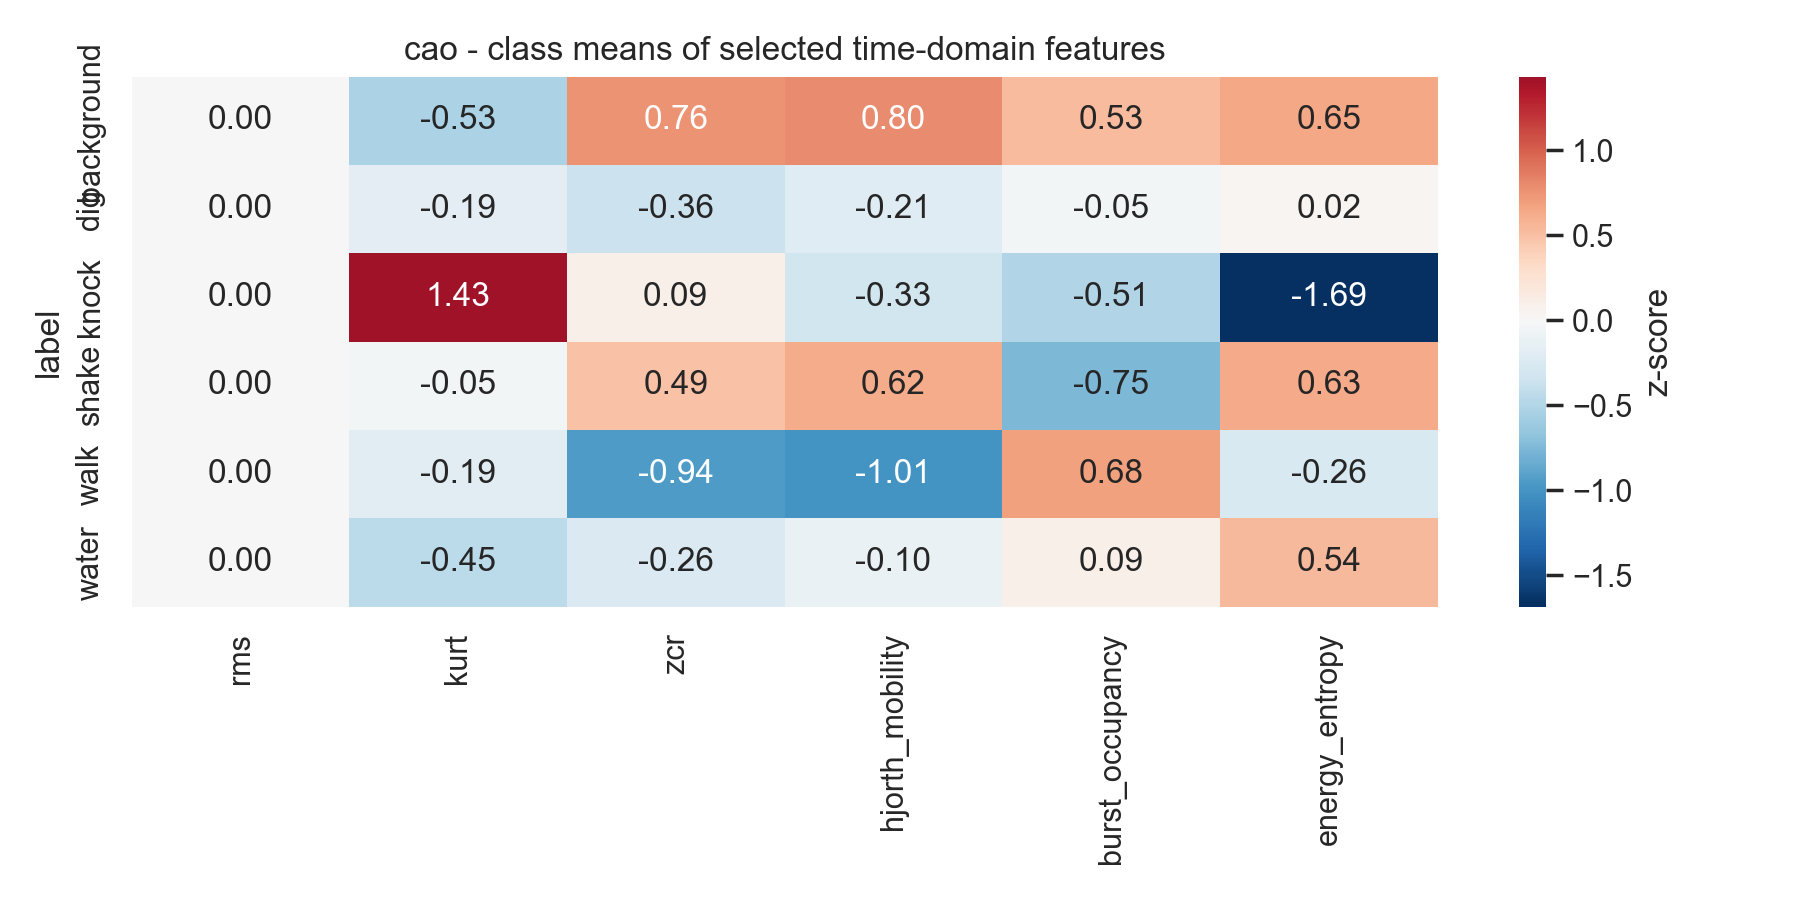 cao - class means of selected time-domain features
label
background
dig
knock
shake
walk
water
0.00 -0.53 0.76 0.80 0.53 0.65
0.00 -0.19 -0.36 -0.21 -0.05 0.02
0.00 1.43 0.09 -0.33 -0.51 -1.69
0.00 -0.05 0.49 0.62 -0.75 0.63
0.00 -0.19 -0.94 -1.01 0.68 -0.26
0.00 -0.45 -0.26 -0.10 0.09 0.54
rms
kurt
zcr
hjorth_mobility
burst_occupancy
energy_entropy
1.0
0.5
0.0
−0.5
−1.0
−1.5
z-score